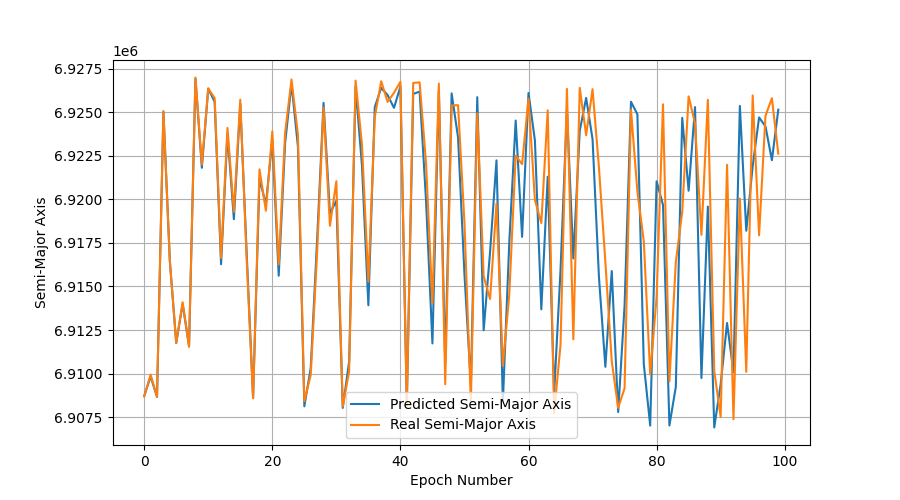 1e6
6.9275
6.9250
6.9225
6.9200
6.9175
6.9150
6.9125
6.9100
6.9075
Semi-Major Axis
Predicted Semi-Major Axis
Real Semi-Major Axis
0 20 40 60 80 100
Epoch Number